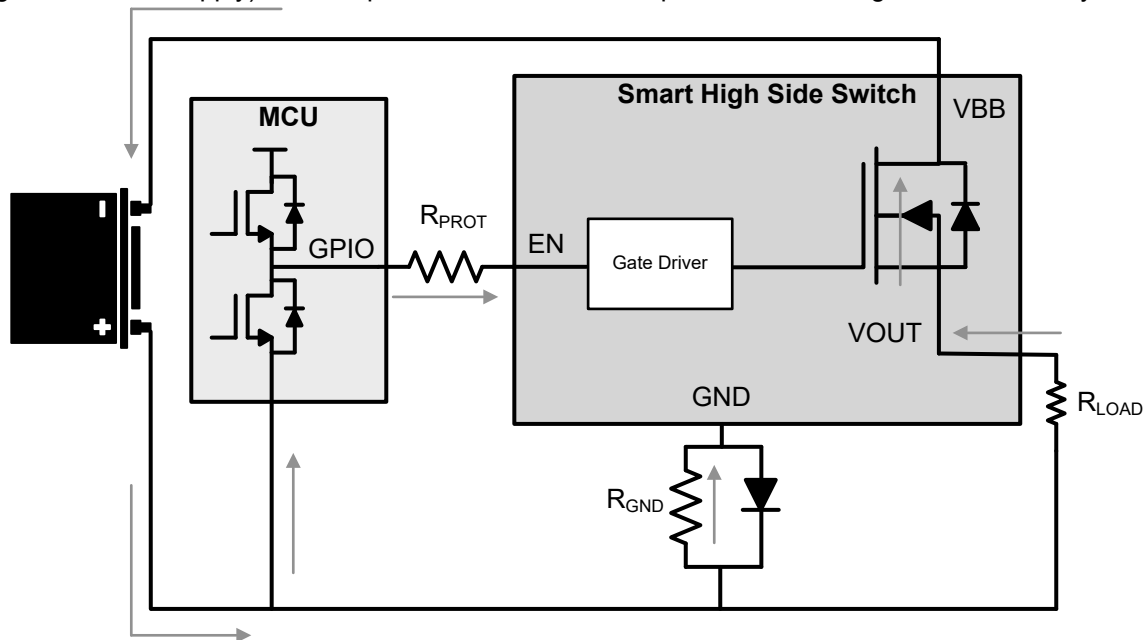 Smart High Side Switch
VBB
MCU
-
R_PROT
GPIO
EN
Gate Driver
+
VOUT
GND
R_LOAD
R_GND